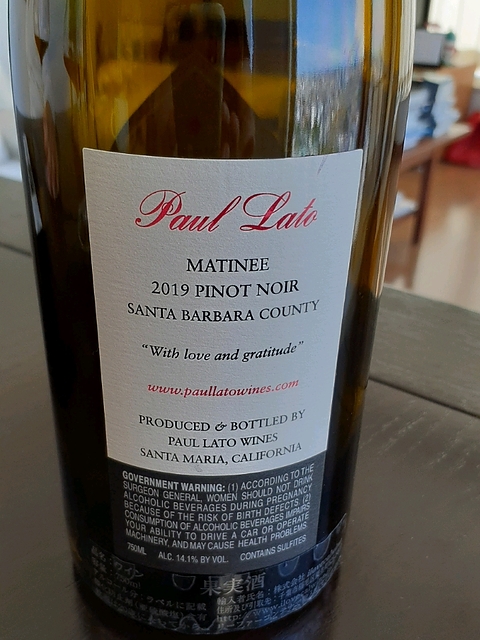 Paul Lato
MATINEE
2019 PINOT NOIR
SANTA BARBARA COUNTY
“With love and gratitude”
www.paullatowines.com
PRODUCED & BOTTLED BY
PAUL LATO WINES
SANTA MARIA, CALIFORNIA
GOVERNMENT WARNING: (1) ACCORDING TO THE
SURGEON GENERAL, WOMEN SHOULD NOT DRINK
ALCOHOLIC BEVERAGES DURING PREGNANCY
BECAUSE OF THE RISK OF BIRTH DEFECTS. (2)
CONSUMPTION OF ALCOHOLIC BEVERAGES IMPAIRS
YOUR ABILITY TO DRIVE A CAR OR OPERATE
MACHINERY, AND MAY CAUSE HEALTH PROBLEMS
750ML ALC. 14.1% BY VOL. CONTAINS SULFITES
果実酒